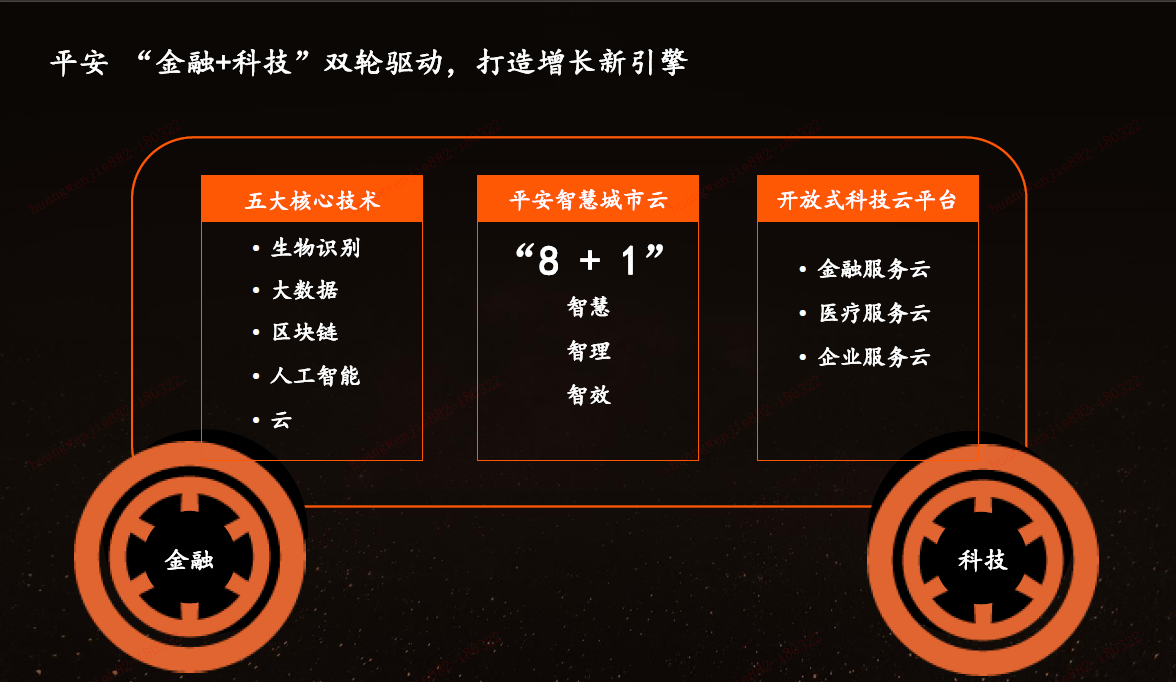 平安 “金融+科技”双轮驱动，打造增长新引擎
五大核心技术
• 生物识别
• 大数据
• 区块链
• 人工智能
• 云
平安智慧城市云
“8 + 1”
智慧
智理
智效
开放式科技云平台
• 金融服务云
• 医疗服务云
• 企业服务云
金融
科技